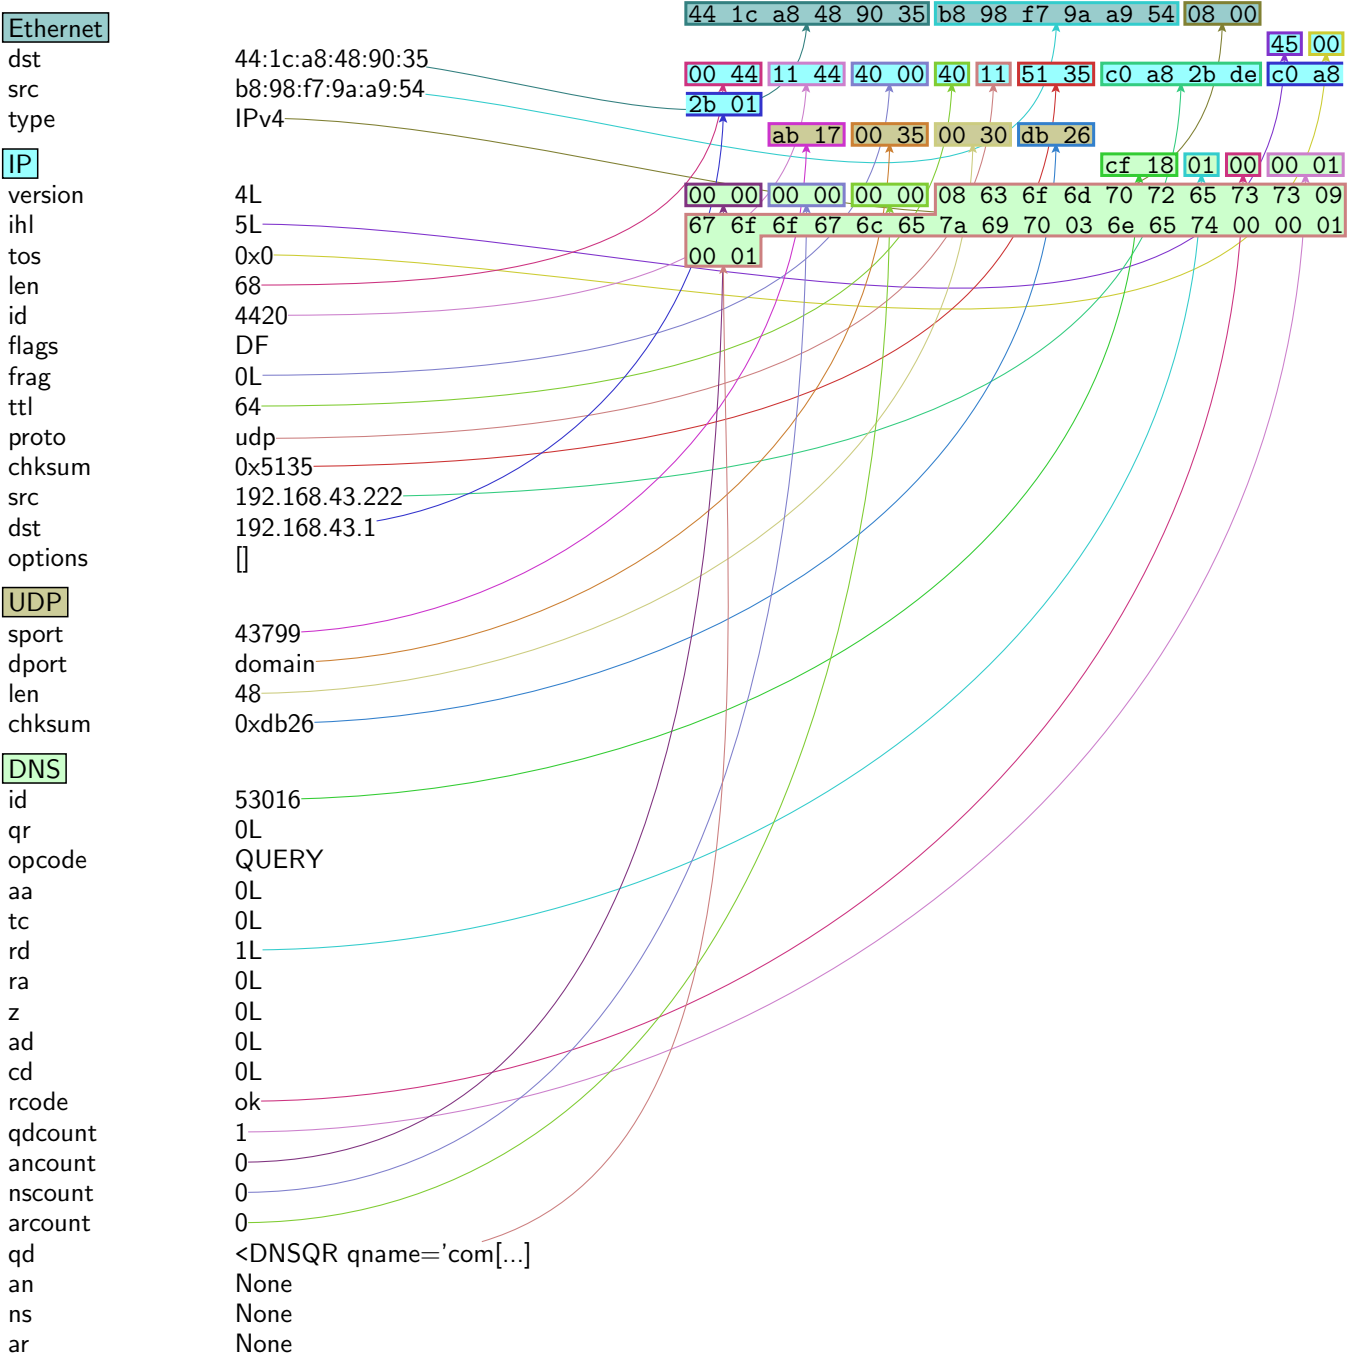 44 1c a8 48 90 35 b8 98 f7 9a a9 54 08 00
Ethernet
45 00
dst 44:1c:a8:48:90:35
00 44 11 44 40 00 40 11 51 35 c0 a8 2b de c0 a8
src b8:98:f7:9a:a9:54
2b 01
type IPv4
ab 17 00 35 00 30 db 26
IP
cf 18 01 00 00 01
version 4L
00 00 00 00 00 00 08 63 6f 6d 70 72 65 73 73 09
ihl 5L
67 6f 6f 67 6c 65 7a 69 70 03 6e 65 74 00 00 01
tos 0x0
00 01
len 68
id 4420
flags DF
frag 0L
ttl 64
proto udp
chksum 0x5135
src 192.168.43.222
dst 192.168.43.1
options []
UDP
sport 43799
dport domain
len 48
chksum 0xdb26
DNS
id 53016
qr 0L
opcode QUERY
aa 0L
tc 0L
rd 1L
ra 0L
z 0L
ad 0L
cd 0L
rcode ok
qdcount 1
ancount 0
nscount 0
arcount 0
qd <DNSQR qname='com[...]
an None
ns None
ar None